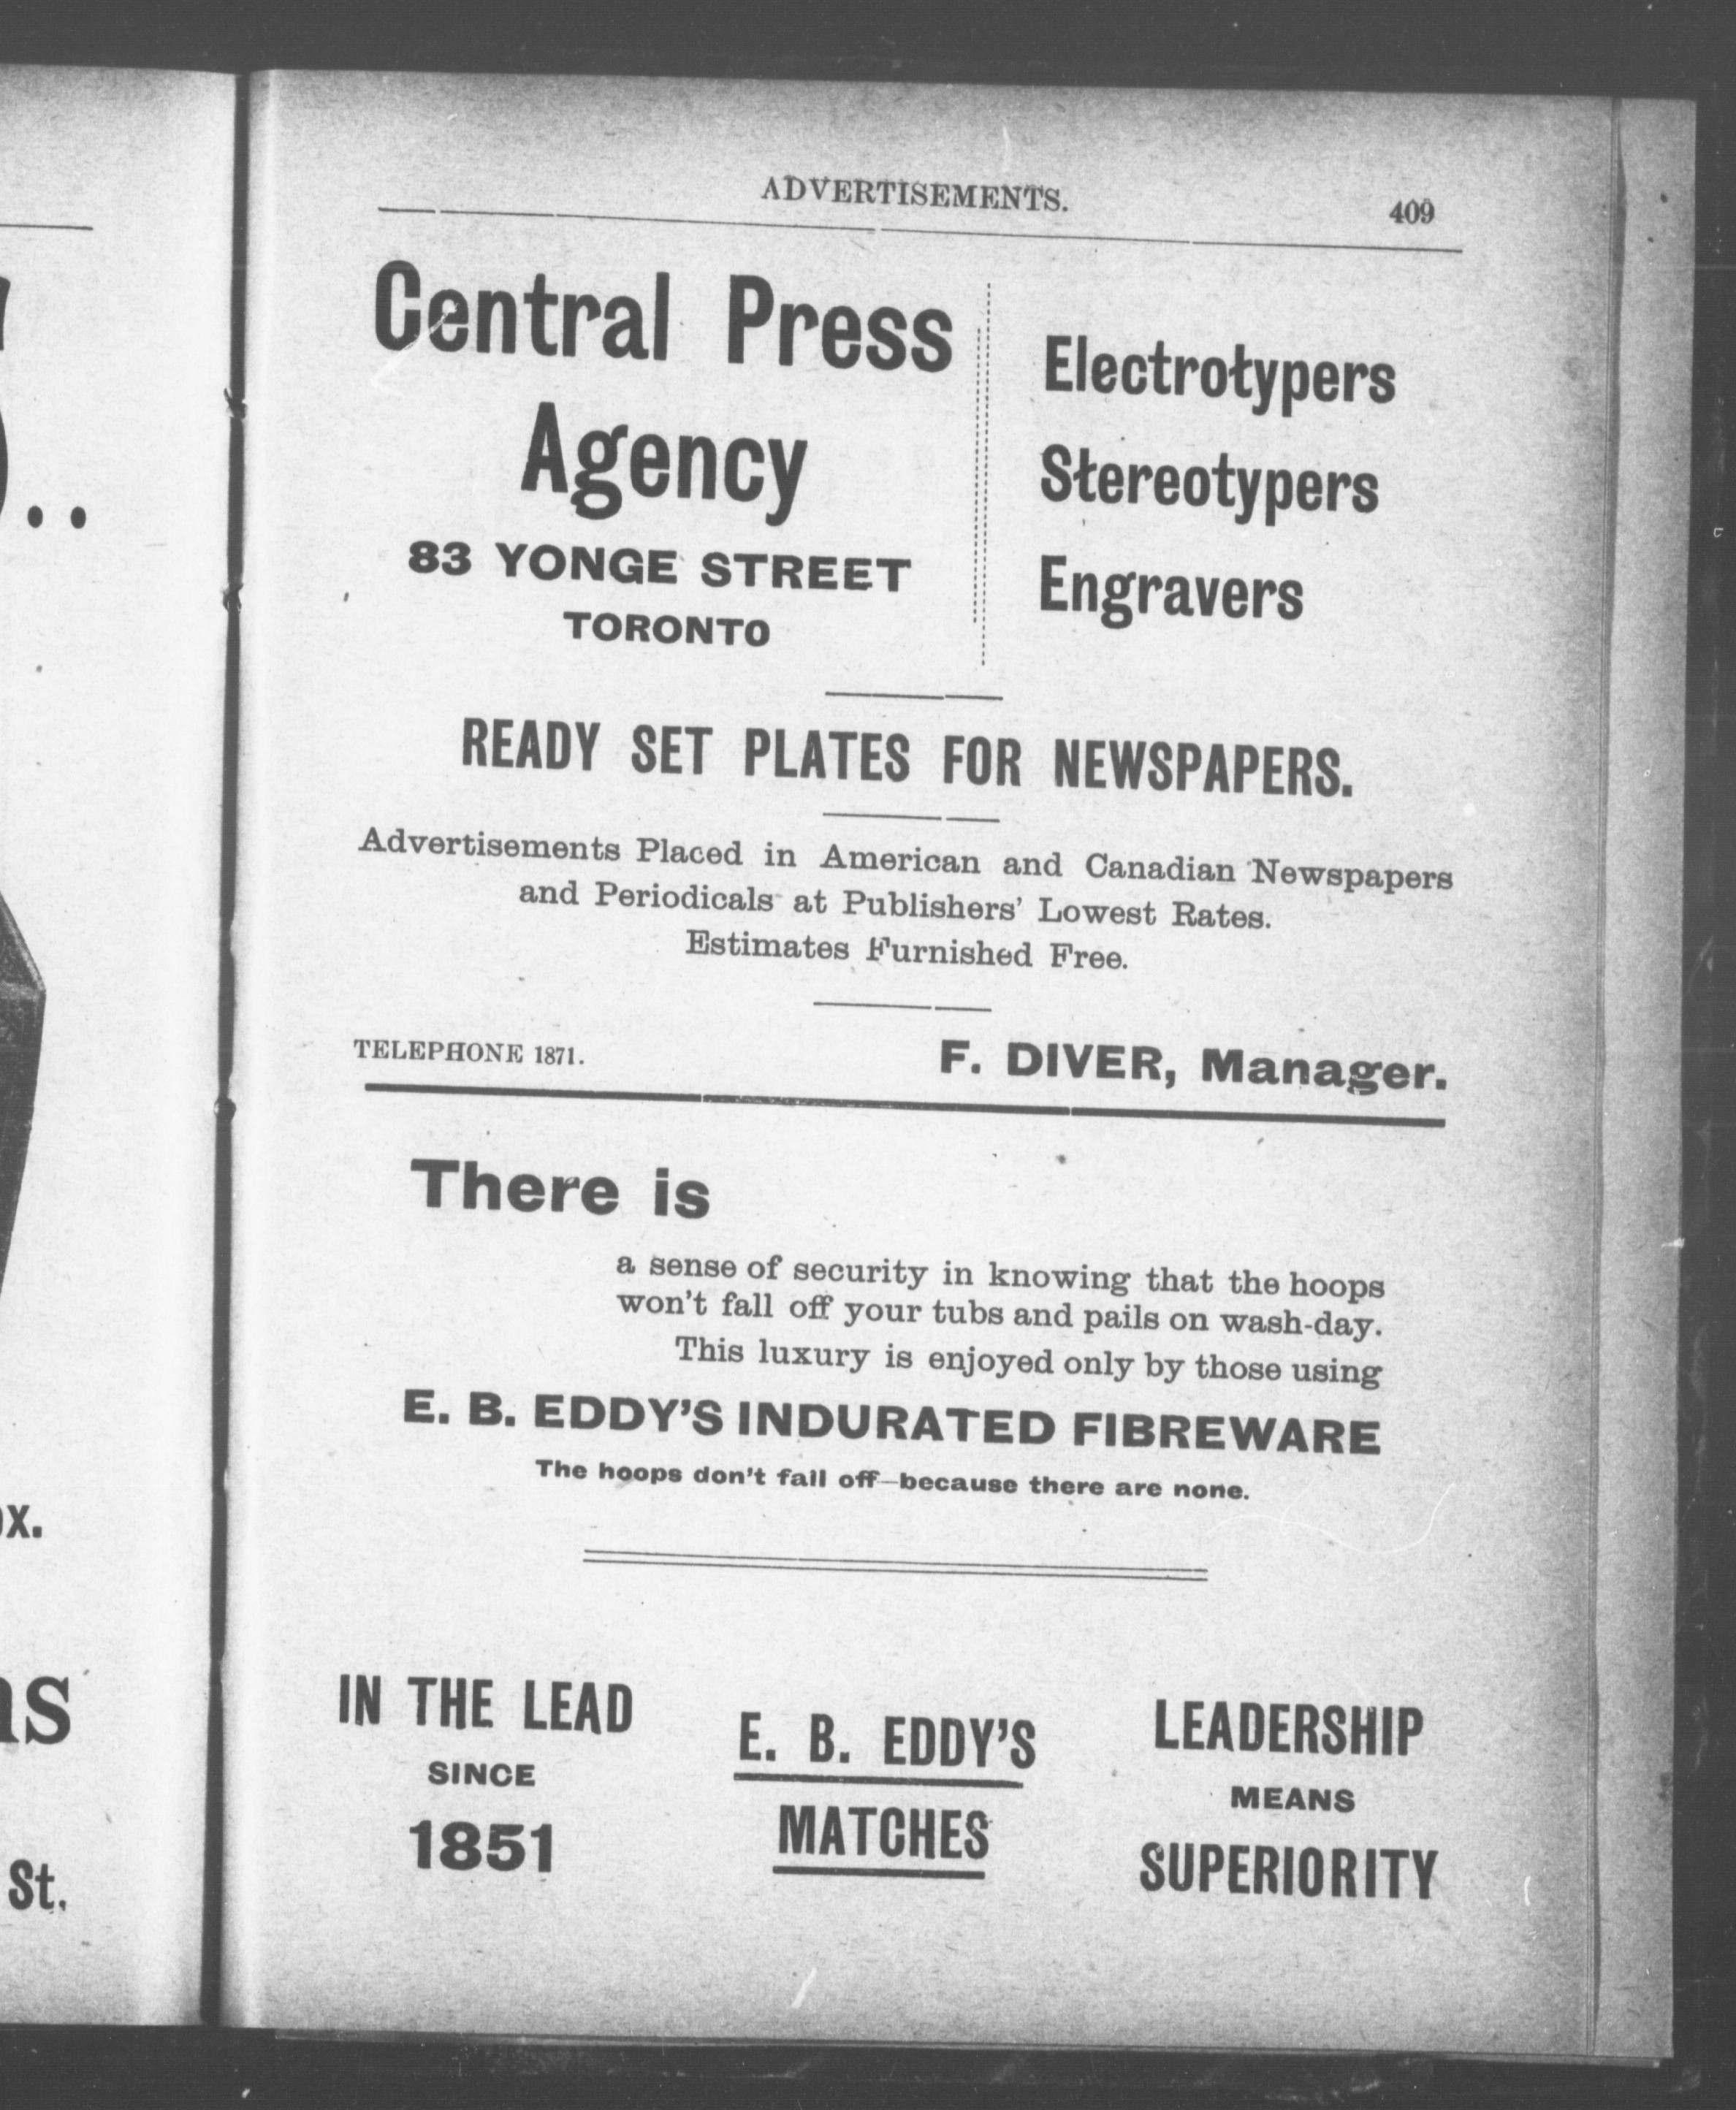 ADVERTISEMENTS.
409
Central Press
Agency
83 YONGE STREET
TORONTO
Electrotypers
Stereotypers
Engravers
READY SET PLATES FOR NEWSPAPERS.
Advertisements Placed in American and Canadian Newspapers
and Periodicals at Publishers' Lowest Rates.
Estimates Furnished Free.
TELEPHONE 1871.
F. DIVER, Manager.
There is
a sense of security in knowing that the hoops
won't fall off your tubs and pails on wash-day.
This luxury is enjoyed only by those using
E. B. EDDY'S INDURATED FIBREWARE
The hoops don't fall off—because there are none.
IN THE LEAD
SINCE
1851
E. B. EDDY'S
MATCHES
LEADERSHIP
MEANS
SUPERIORITY
St.